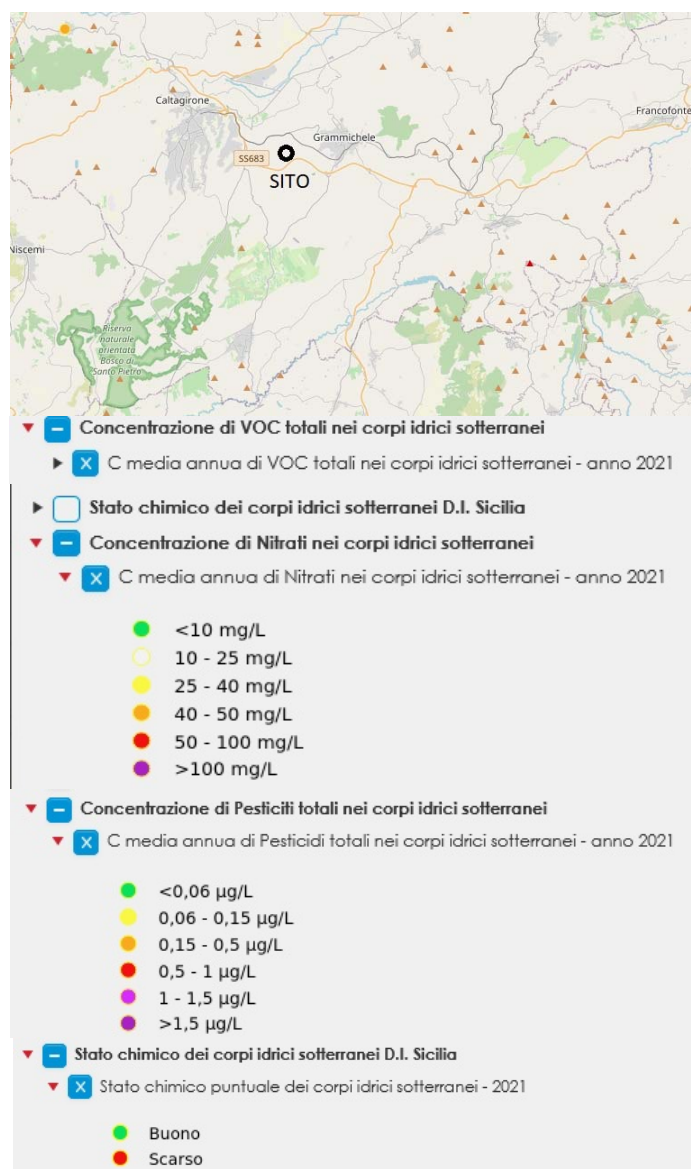 Caltagirone
Francofonte
Grammichele
SS683
SITO
Niscemi
Riserva
naturale
orientata
Bosco di
Santo Pietro
Concentrazione di VOC totali nei corpi idrici sotterranei
C media annua di VOC totali nei corpi idrici sotterranei - anno 2021
Stato chimico dei corpi idrici sotterranei D.I. Sicilia
Concentrazione di Nitrati nei corpi idrici sotterranei
C media annua di Nitrati nei corpi idrici sotterranei - anno 2021
<10 mg/L
10 - 25 mg/L
25 - 40 mg/L
40 - 50 mg/L
50 - 100 mg/L
>100 mg/L
Concentrazione di Pesticiti totali nei corpi idrici sotterranei
C media annua di Pesticidi totali nei corpi idrici sotterranei - anno 2021
<0,06 µg/L
0,06 - 0,15 µg/L
0,15 - 0,5 µg/L
0,5 - 1 µg/L
1 - 1,5 µg/L
>1,5 µg/L
Stato chimico dei corpi idrici sotterranei D.I. Sicilia
Stato chimico puntuale dei corpi idrici sotterranei - 2021
Buono
Scarso